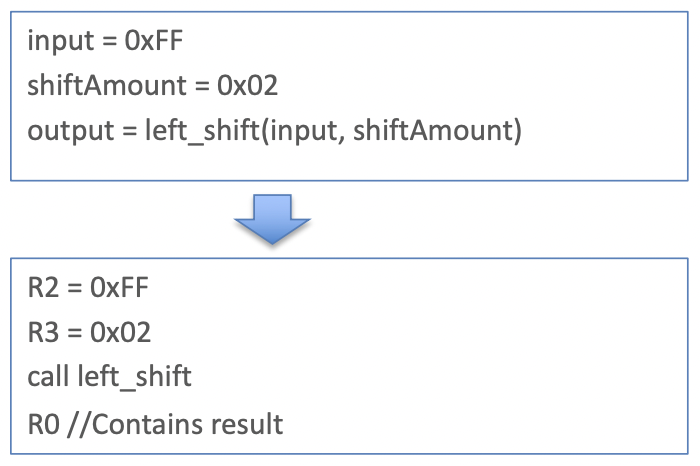 input = 0xFF
shiftAmount = 0x02
output = left_shift(input, shiftAmount)
R2 = 0xFF
R3 = 0x02
call left_shift
R0 //Contains result